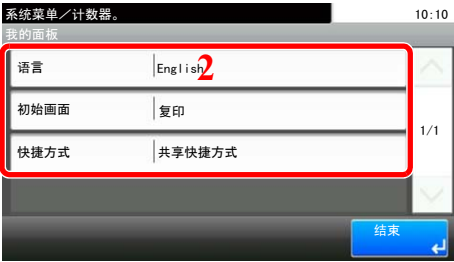 系统菜单／计数器。 10:10
我的面板
语言 English 2
初始画面 复印
1/1
快捷方式 共享快捷方式
结束